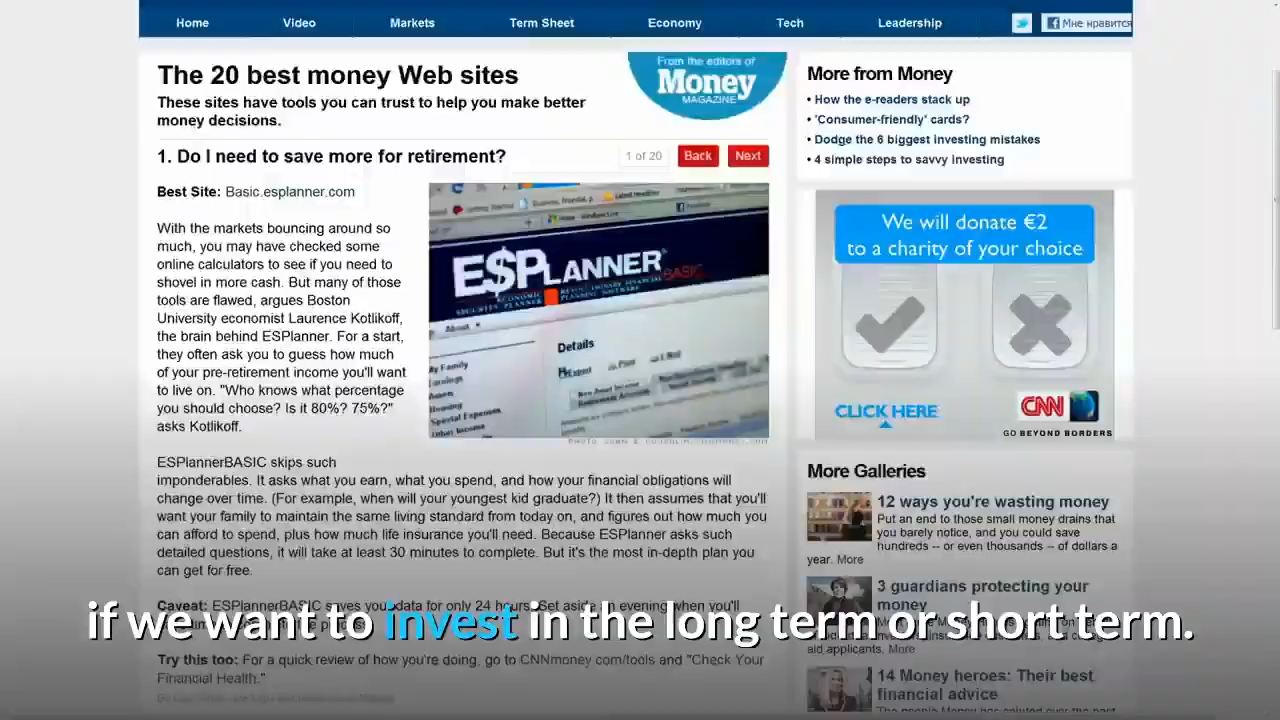 Home Video Markets Term Sheet Economy Tech Leadership Мне нравится
The 20 best money Web sites
These sites have tools you can trust to help you make better
money decisions.
From the editors of
Money
MAGAZINE
1. Do I need to save more for retirement?
1 of 20 Back Next
Best Site: Basic.esplanner.com
With the markets bouncing around so
much, you may have checked some
online calculators to see if you need to
shovel in more cash. But many of those
tools are flawed, argues Boston
University economist Laurence Kotlikoff,
the brain behind ESPlanner. For a start,
they often ask you to guess how much
of your pre-retirement income you'll want
to live on. "Who knows what percentage
you should choose? Is it 80%? 75%?"
asks Kotlikoff.
E$PLANNER BASIC
ECONOMIC
SECURITY PLANNER
REVOLUTIONARY FINANCIAL
PLANNING SOFTWARE
About
Details
My Family
Earnings
Housing
Special Expenses
Other Income
ESPlannerBASIC skips such
imponderables. It asks what you earn, what you spend, and how your financial obligations will
change over time. (For example, when will your youngest kid graduate?) It then assumes that you'll
want your family to maintain the same living standard from today on, and figures out how much you
can afford to spend, plus how much life insurance you'll need. Because ESPlanner asks such
detailed questions, it will take at least 30 minutes to complete. But it's the most in-depth plan you
can get for free.
Caveat: ESPlannerBASIC saves your data for only 24 hours. Set aside an evening when you'll
if we want to invest in the long term or short term.
Try this too: For a quick review of how you're doing, go to CNNmoney.com/tools and "Check Your
Financial Health."
More from Money
• How the e-readers stack up
• 'Consumer-friendly' cards?
• Dodge the 6 biggest investing mistakes
• 4 simple steps to savvy investing
We will donate €2
to a charity of your choice
CLICK HERE
CNN
GO BEYOND BORDERS
More Galleries
12 ways you're wasting money
Put an end to those small money drains that
you barely notice, and you could save
hundreds -- or even thousands -- of dollars a
year. More
3 guardians protecting your
money
aid applicants. More
14 Money heroes: Their best
financial advice